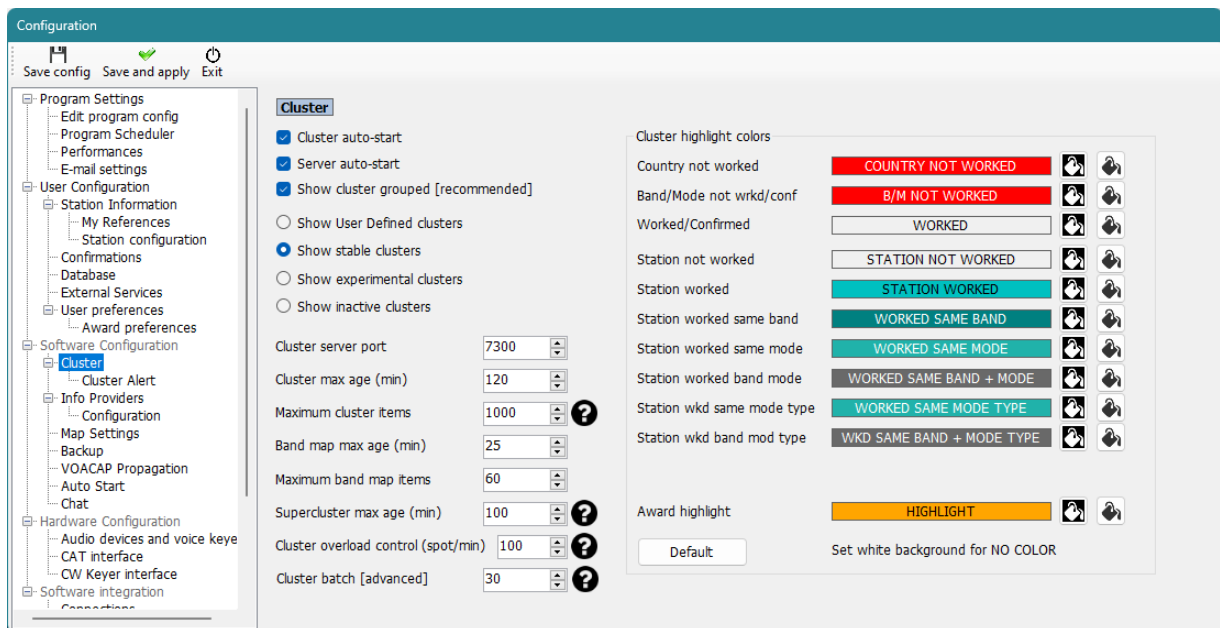 Configuration
Save config Save and apply Exit
Program Settings
Edit program config
Program Scheduler
Performances
E-mail settings
User Configuration
Station Information
My References
Station configuration
Confirmations
Database
External Services
User preferences
Award preferences
Software Configuration
Cluster
Cluster Alert
Info Providers
Configuration
Map Settings
Backup
VOACAP Propagation
Auto Start
Chat
Hardware Configuration
Audio devices and voice keye
CAT interface
CW Keyer interface
Software integration
Connections
Cluster
Cluster auto-start
Server auto-start
Show cluster grouped [recommended]
Show User Defined clusters
Show stable clusters
Show experimental clusters
Show inactive clusters
Cluster server port 7300
Cluster max age (min) 120
Maximum cluster items 1000 ?
Band map max age (min) 25
Maximum band map items 60
Supercluster max age (min) 100 ?
Cluster overload control (spot/min) 100 ?
Cluster batch [advanced] 30 ?
Cluster highlight colors
Country not worked COUNTRY NOT WORKED
Band/Mode not wrkd/conf B/M NOT WORKED
Worked/Confirmed WORKED
Station not worked STATION NOT WORKED
Station worked STATION WORKED
Station worked same band WORKED SAME BAND
Station worked same mode WORKED SAME MODE
Station worked band mode WORKED SAME BAND + MODE
Station wkd same mode type WORKED SAME MODE TYPE
Station wkd band mod type WKD SAME BAND + MODE TYPE
Award highlight HIGHLIGHT
Default Set white background for NO COLOR